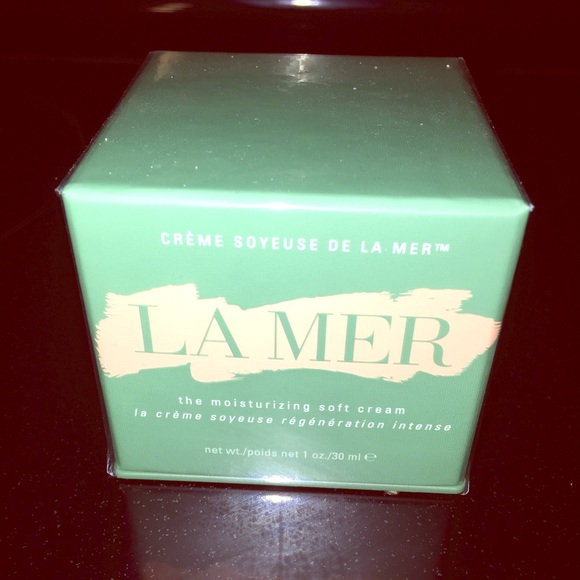 CRÈME SOYEUSE DE LA MER™
LA MER
the moisturizing soft cream
la crème soyeuse régénération intense
net wt./poids net 1 oz./30 ml ℮